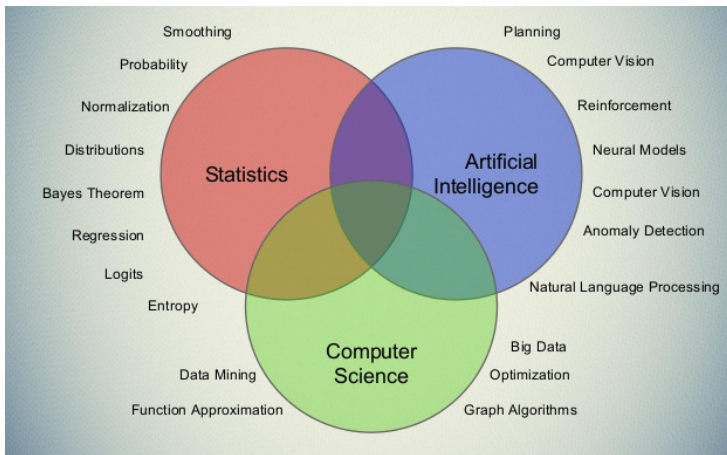 Smoothing
Planning
Probability
Computer Vision
Normalization
Reinforcement
Distributions
Neural Models
Statistics
Artificial
Intelligence
Bayes Theorem
Computer Vision
Regression
Anomaly Detection
Logits
Natural Language Processing
Entropy
Computer
Science
Big Data
Data Mining
Optimization
Function Approximation
Graph Algorithms